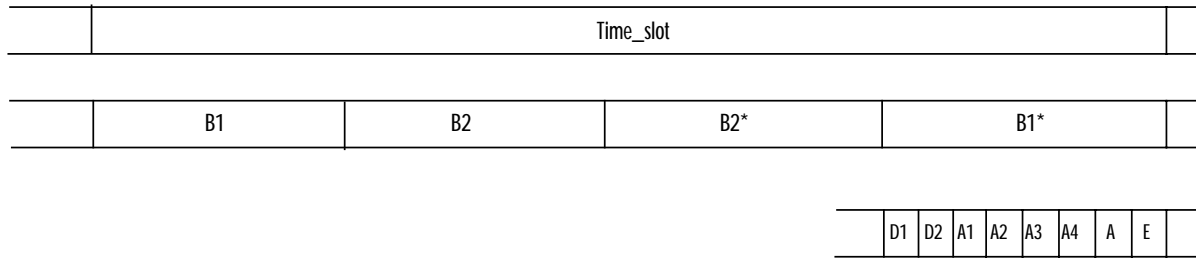 Time_slot
B1 B2 B2* B1*
D1 D2 A1 A2 A3 A4 A E